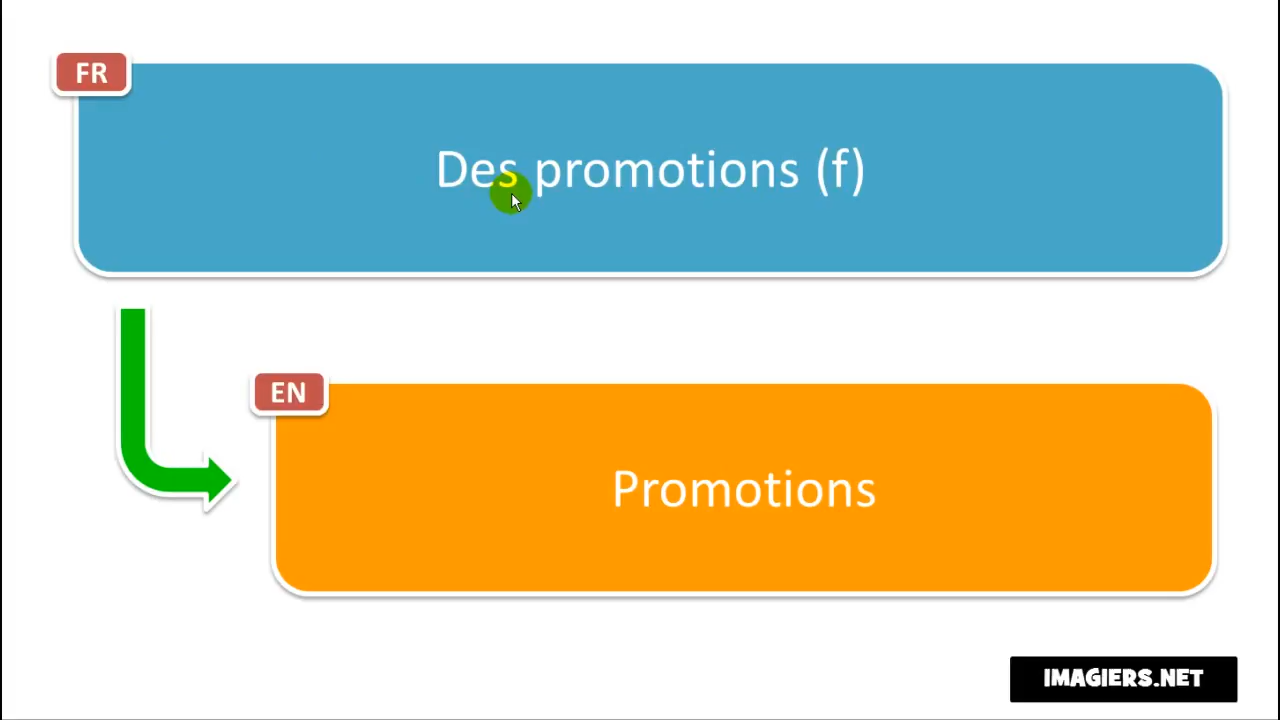 FR
Des promotions (f)
EN
Promotions
IMAGIERS.NET